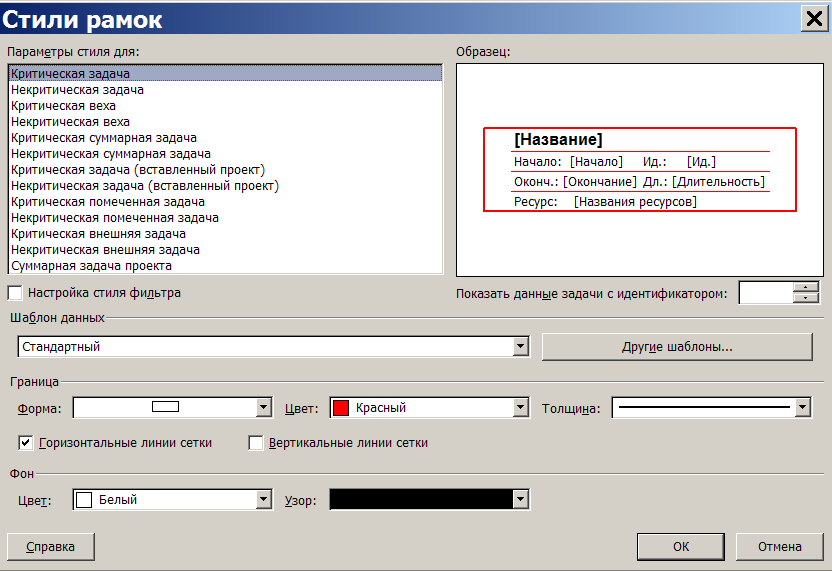 Стили рамок
Параметры стиля для:
Критическая задача
Некритическая задача
Критическая веха
Некритическая веха
Критическая суммарная задача
Некритическая суммарная задача
Критическая задача (вставленный проект)
Некритическая задача (вставленный проект)
Критическая помеченная задача
Некритическая помеченная задача
Критическая внешняя задача
Некритическая внешняя задача
Суммарная задача проекта
Образец:
[Название]
Начало: [Начало] Ид.: [Ид.]
Оконч.: [Окончание] Дл.: [Длительность]
Ресурс: [Названия ресурсов]
Настройка стиля фильтра
Показать данные задачи с идентификатором:
Шаблон данных
Стандартный
Другие шаблоны...
Граница
Форма: Цвет: Красный Толщина:
Горизонтальные линии сетки Вертикальные линии сетки
Фон
Цвет: Белый Узор:
Справка ОК Отмена